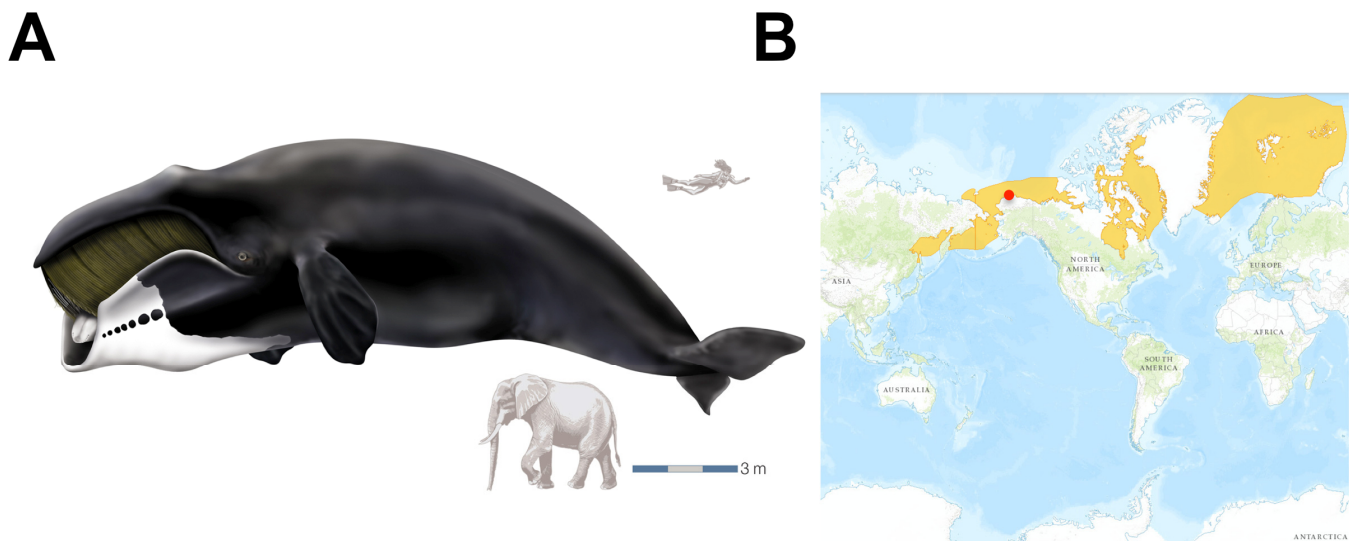 A
B
3 m
NORTH
AMERICA
EUROPE
ASIA
AFRICA
SOUTH
AMERICA
AUSTRALIA
ANTARCTICA